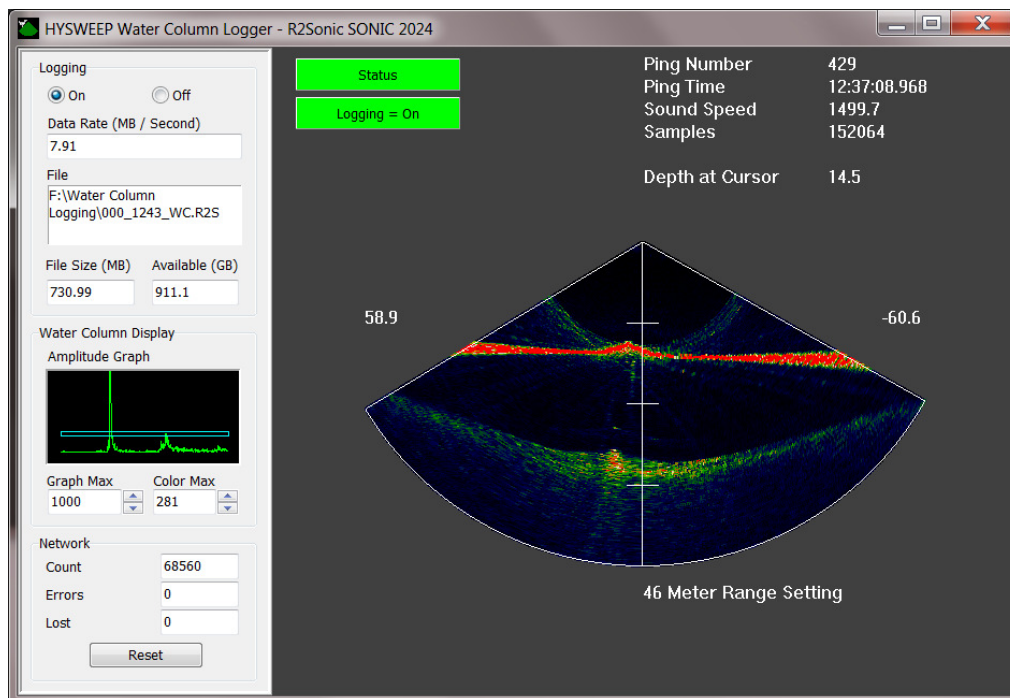 HYSWEEP Water Column Logger - R2Sonic SONIC 2024
Logging
On Off
Data Rate (MB / Second)
7.91
File
F:\Water Column
Logging\000_1243_WC.R2S
File Size (MB) Available (GB)
730.99 911.1
Water Column Display
Amplitude Graph
Graph Max Color Max
1000 281
Network
Count 68560
Errors 0
Lost 0
Reset
Status
Logging = On
Ping Number 429
Ping Time 12:37:08.968
Sound Speed 1499.7
Samples 152064
Depth at Cursor 14.5
58.9 -60.6
46 Meter Range Setting